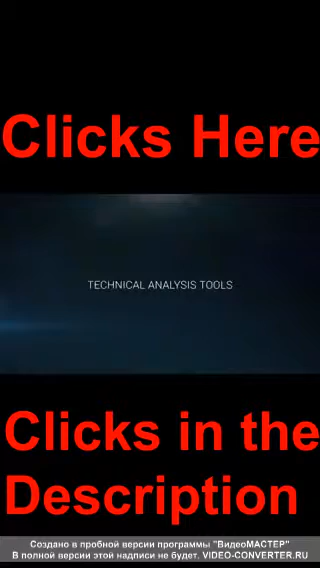 Clicks Here
TECHNICAL ANALYSIS TOOLS
Clicks in the
Description
Создано в пробной версии программы "ВидеоМАСТЕР"
В полной версии этой надписи не будет. VIDEO-CONVERTER.RU